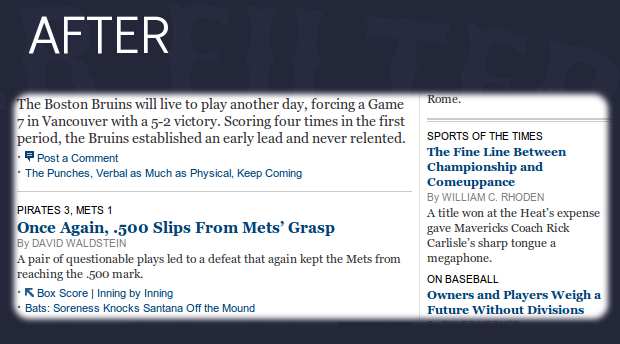 AFTER
The Boston Bruins will live to play another day, forcing a Game
7 in Vancouver with a 5-2 victory. Scoring four times in the first
period, the Bruins established an early lead and never relented.
Post a Comment
The Punches, Verbal as Much as Physical, Keep Coming
PIRATES 3, METS 1
Once Again, .500 Slips From Mets’ Grasp
By DAVID WALDSTEIN
A pair of questionable plays led to a defeat that again kept the Mets from
reaching the .500 mark.
Box Score | Inning by Inning
Bats: Soreness Knocks Santana Off the Mound
Rome.
SPORTS OF THE TIMES
The Fine Line Between
Championship and
Comeuppance
By WILLIAM C. RHODEN
A title won at the Heat’s expense
gave Mavericks Coach Rick
Carlisle’s sharp tongue a
megaphone.
ON BASEBALL
Owners and Players Weigh a
Future Without Divisions